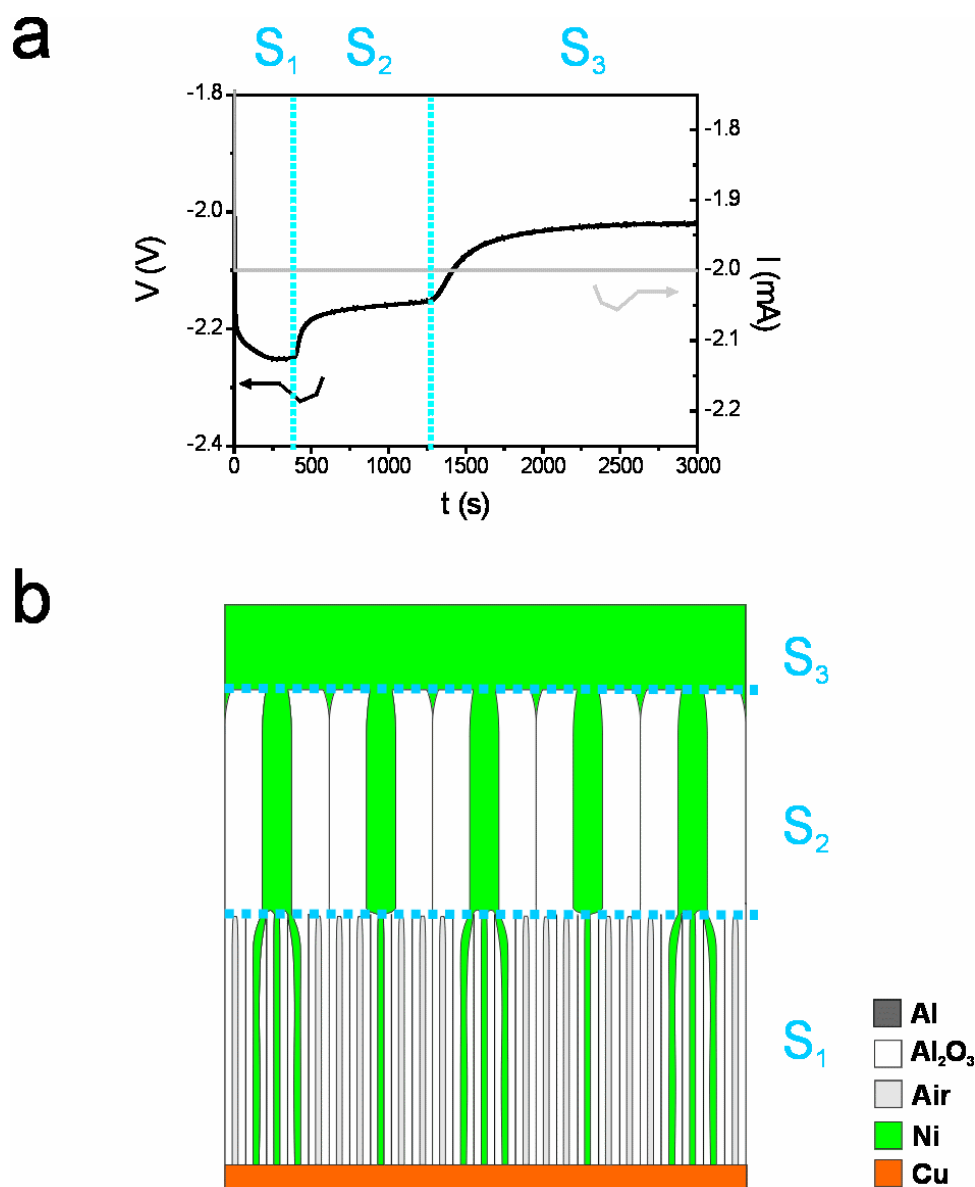 a
S₁ S₂ S₃
-1.8
-2.0
-2.2
-2.4
V (V)
-1.8
-1.9
-2.0
-2.1
-2.2
I (mA)
0 500 1000 1500 2000 2500 3000
t (s)
b
S₃
S₂
S₁
Al
Al₂O₃
Air
Ni
Cu